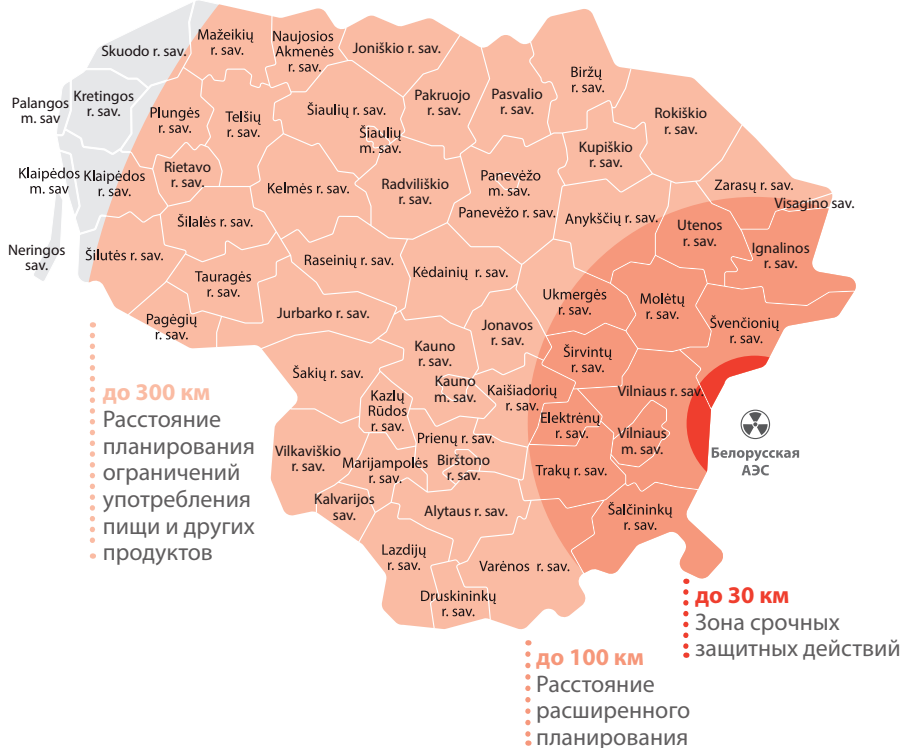 Skuodo r. sav.
Mažeikių
r. sav.
Naujosios
Akmenės
r. sav.
Joniškio r. sav.
Biržų
r. sav.
Palangos
m. sav
Kretingos
r. sav.
Plungės
r. sav.
Telšių
r. sav.
Šiaulių r. sav.
Šiaulių
m. sav.
Pakruojo
r. sav.
Pasvalio
r. sav.
Rokiškio
r. sav.
Kupiškio
r. sav.
Klaipėdos
m. sav
Klaipėdos
r. sav.
Rietavo
r. sav.
Kelmės r. sav.
Radviliškio
r. sav.
Panevėžo
m. sav.
Panevėžo r. sav.
Anykščių r. sav.
Zarasų r. sav.
Visagino sav.
Utenos
r. sav.
Ignalinos
r. sav.
Neringos
sav.
Šilutės r. sav.
Šilalės r. sav.
Tauragės
r. sav.
Raseinių r. sav.
Kėdainių r. sav.
Ukmergės
r. sav.
Molėtų
r. sav.
Švenčionių
r. sav.
Pagėgių
r. sav.
Jurbarko r. sav.
Jonavos
r. sav.
Širvintų
r. sav.
Šakių r. sav.
Kauno
r. sav.
Kauno
m. sav.
Kaišiadorių
r. sav.
Vilniaus r. sav.
Kazlų
Rūdos
r. sav.
Elektrėnų
r. sav.
Vilniaus
m. sav.
Vilkaviškio
r. sav.
Marijampolės
r. sav.
Prienų r. sav.
Birštono
r. sav.
Trakų r. sav.
Kalvarijos
sav.
Alytaus r. sav.
Šalčininkų
r. sav.
Lazdijų
r. sav.
Varėnos r. sav.
Druskininkų
r. sav.
Белорусская
АЭС
до 300 км
Расстояние
планирования
ограничений
употребления
пищи и других
продуктов
до 30 км
Зона срочных
защитных действий
до 100 км
Расстояние
расширенного
планирования